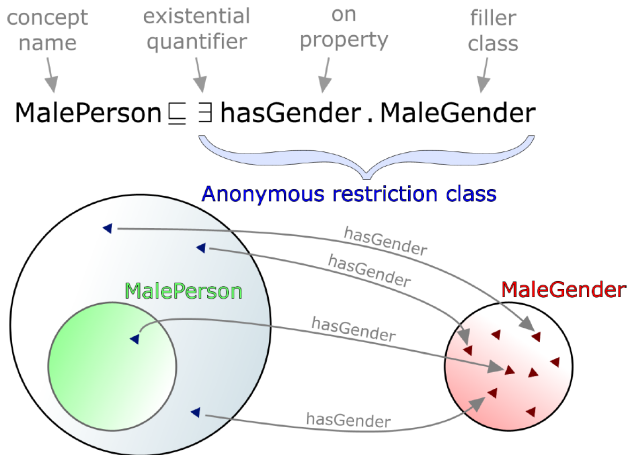 concept name
existential quantifier
on property
filler class
MalePerson ⊑ ∃ hasGender . MaleGender
Anonymous restriction class
hasGender
hasGender
MalePerson
MaleGender
hasGender
hasGender